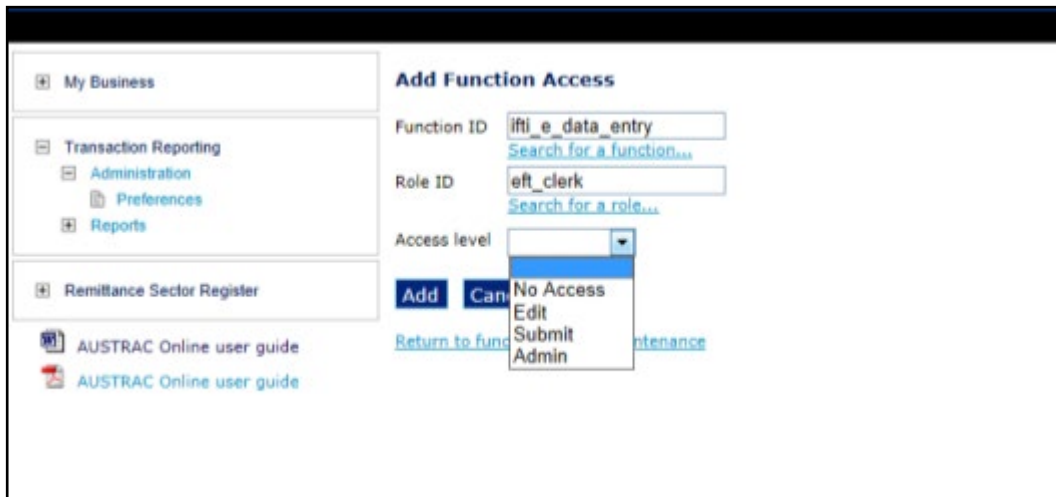 My Business
Transaction Reporting
Administration
Preferences
Reports
Remittance Sector Register
AUSTRAC Online user guide
AUSTRAC Online user guide
Add Function Access
Function ID ifti_e_data_entry
Search for a function...
Role ID eft_clerk
Search for a role...
Access level
No Access
Edit
Submit
Admin
Add
Return to